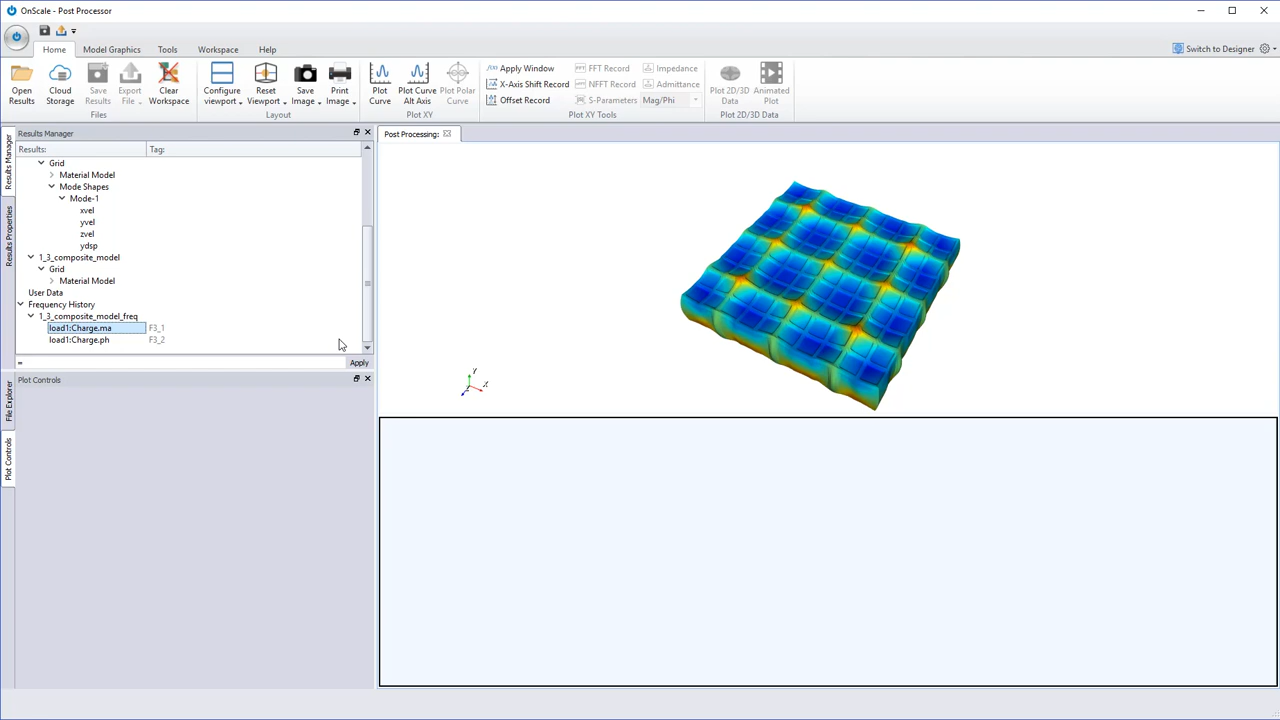 OnScale - Post Processor
Home Model Graphics Tools Workspace Help
Switch to Designer
Open Results
Cloud Storage
Save Results
Export File
Clear Workspace
Files
Configure viewport
Reset Viewport
Save Image
Print Image
Layout
Plot Curve
Plot Curve Alt Axis
Plot Polar Curve
Plot XY
Apply Window
X-Axis Shift Record
Offset Record
FFT Record
NFFT Record
S-Parameters
Impedance
Admittance
Mag/Phi
Plot XY Tools
Plot 2D/3D Data
Animated Plot
Plot 2D/3D Data
Results Manager
Results Properties
Results Manager
Results: Tag:
Grid
Material Model
Mode Shapes
Mode-1
xvel
yvel
zvel
ydsp
1_3_composite_model
Grid
Material Model
User Data
Frequency History
1_3_composite_model_freq
load1:Charge.ma F3_1
load1:Charge.ph F3_2
= Apply
File Explorer
Plot Controls
Plot Controls
Post Processing:
Y
X